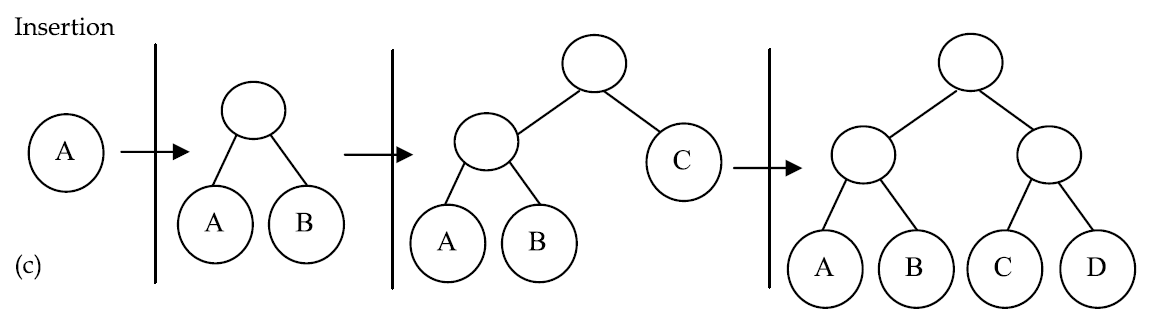 Insertion
A
A B
C
A B
A B C D
(c)